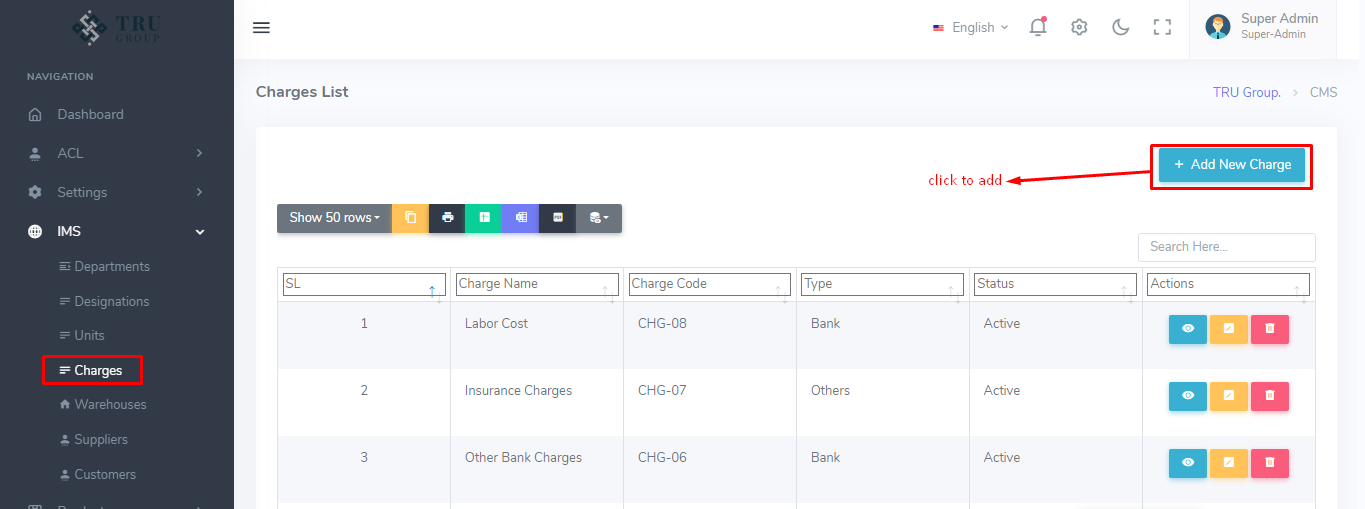 TRU
GROUP
English
Super Admin
Super-Admin
NAVIGATION
Dashboard
ACL
Settings
IMS
Departments
Designations
Units
Charges
Warehouses
Suppliers
Customers
Charges List
TRU Group. > CMS
+ Add New Charge
click to add
Show 50 rows
Search Here...
SL Charge Name Charge Code Type Status Actions
1 Labor Cost CHG-08 Bank Active
2 Insurance Charges CHG-07 Others Active
3 Other Bank Charges CHG-06 Bank Active